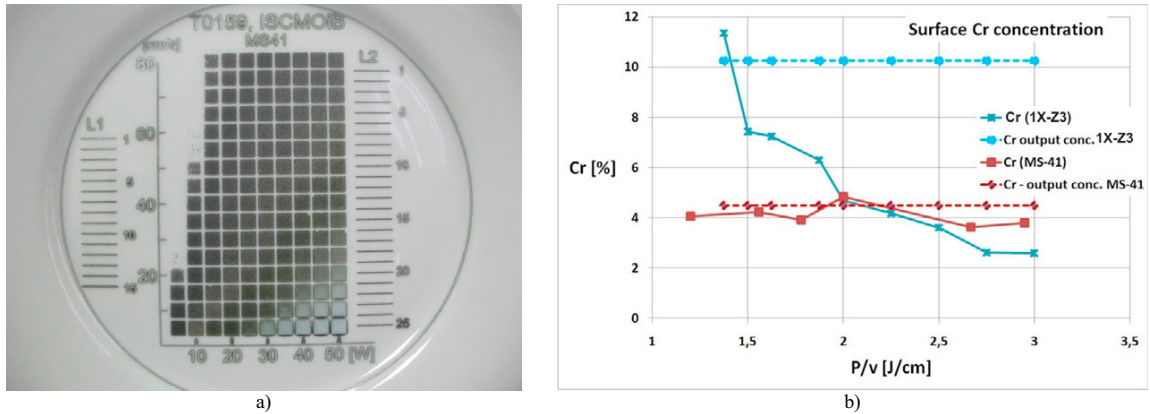 T0159, ISCMOIB
MS41
[cm/s]
L2
80
1
5
L1
60
1
5
10
40
15
10
20
20
15
25
10 20 30 40 50 [W]
a)
12
Surface Cr concentration
10
8
Cr (1X-Z3)
Cr output conc. 1X-Z3
Cr (MS-41)
Cr - output conc. MS-41
Cr [%]
6
4
2
0
1 1,5 2 2,5 3 3,5
P/v [J/cm]
b)